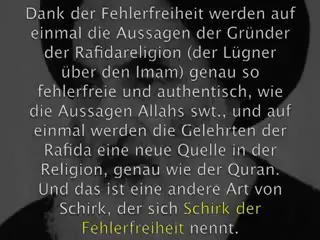 Dank der Fehlerfreiheit werden auf
einmal die Aussagen der Gründer
der Rafidareligion (der Lügner
über den Imam) genau so
fehlerfreie und authentisch, wie
die Aussagen Allahs swt., und auf
einmal werden die Gelehrten der
Rafida eine neue Quelle in der
Religion, genau wie der Quran.
Und das ist eine andere Art von
Schirk, der sich Schirk der
Fehlerfreiheit nennt.